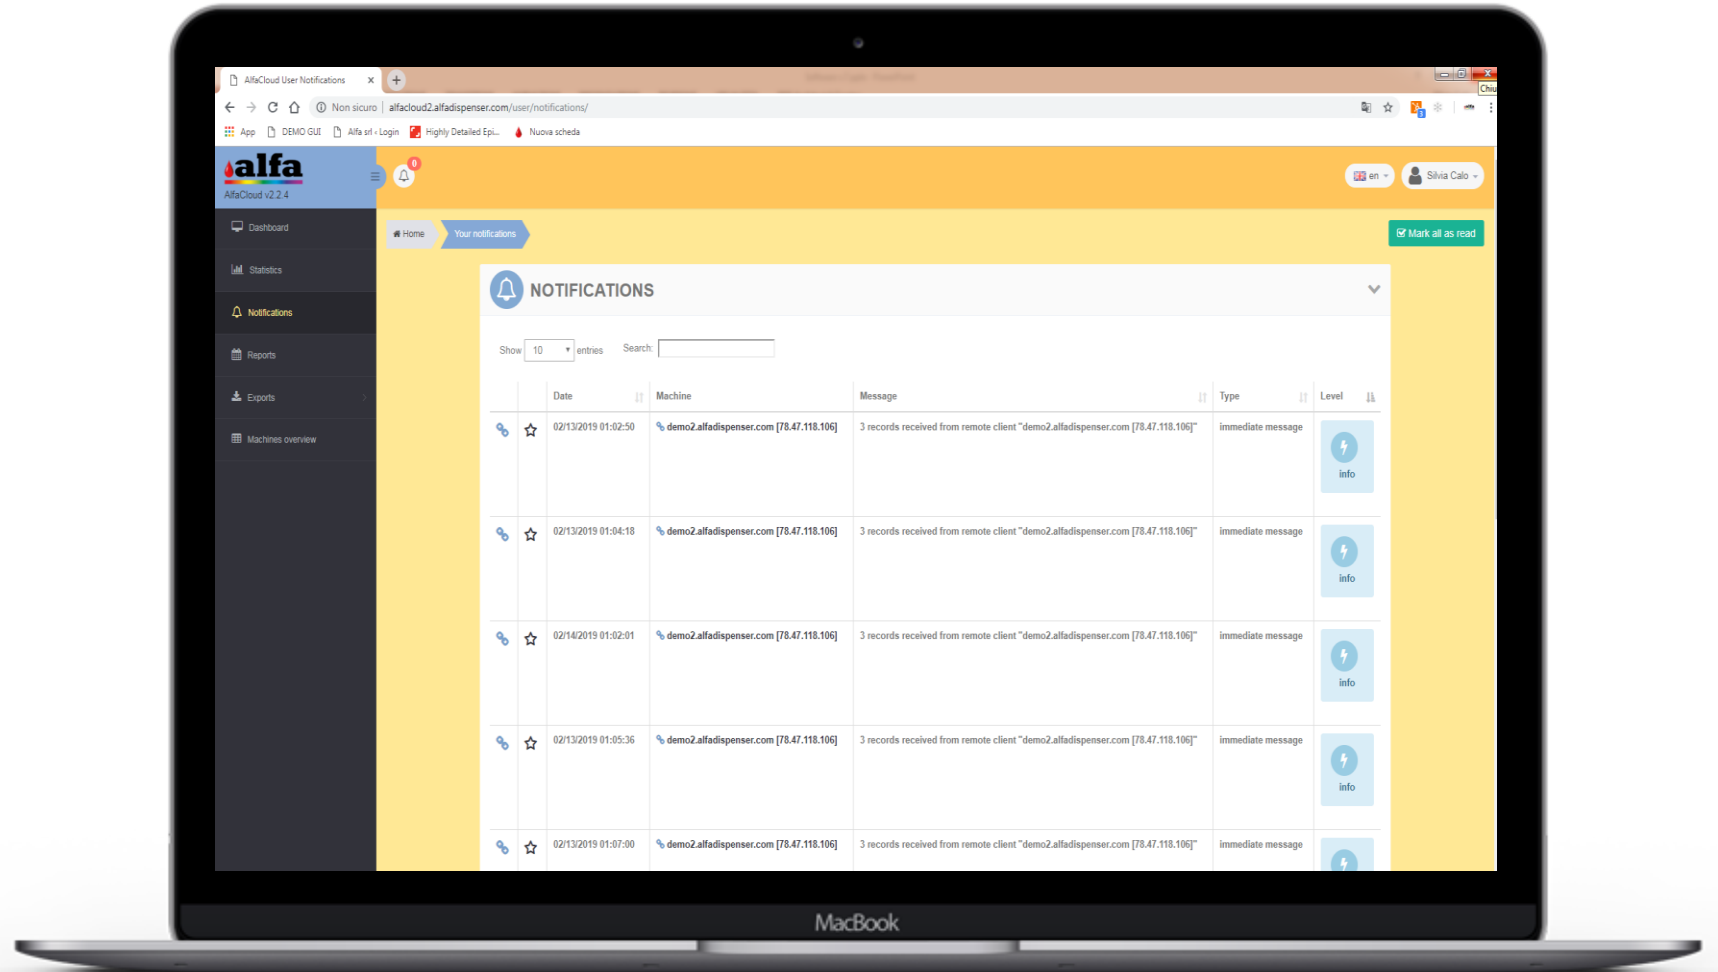 AlfaCloud User Notifications
Chiu
Non sicuro | alfacloud2.alfadispenser.com/user/notifications/
3
App DEMO GUI Alfa srl - Login Highly Detailed Epi... Nuova scheda
alfa
AlfaCloud v2.2.4
0
en
Silvia Calo
Dashboard
Statistics
Notifications
Reports
Exports
Machines overview
Home Your notifications
Mark all as read
NOTIFICATIONS
Show 10 entries Search:
Date Machine Message Type Level
02/13/2019 01:02:50 demo2.alfadispenser.com [78.47.118.106] 3 records received from remote client "demo2.alfadispenser.com [78.47.118.106]" immediate message
info
02/13/2019 01:04:18 demo2.alfadispenser.com [78.47.118.106] 3 records received from remote client "demo2.alfadispenser.com [78.47.118.106]" immediate message
info
02/14/2019 01:02:01 demo2.alfadispenser.com [78.47.118.106] 3 records received from remote client "demo2.alfadispenser.com [78.47.118.106]" immediate message
info
02/13/2019 01:05:36 demo2.alfadispenser.com [78.47.118.106] 3 records received from remote client "demo2.alfadispenser.com [78.47.118.106]" immediate message
info
02/13/2019 01:07:00 demo2.alfadispenser.com [78.47.118.106] 3 records received from remote client "demo2.alfadispenser.com [78.47.118.106]" immediate message
MacBook